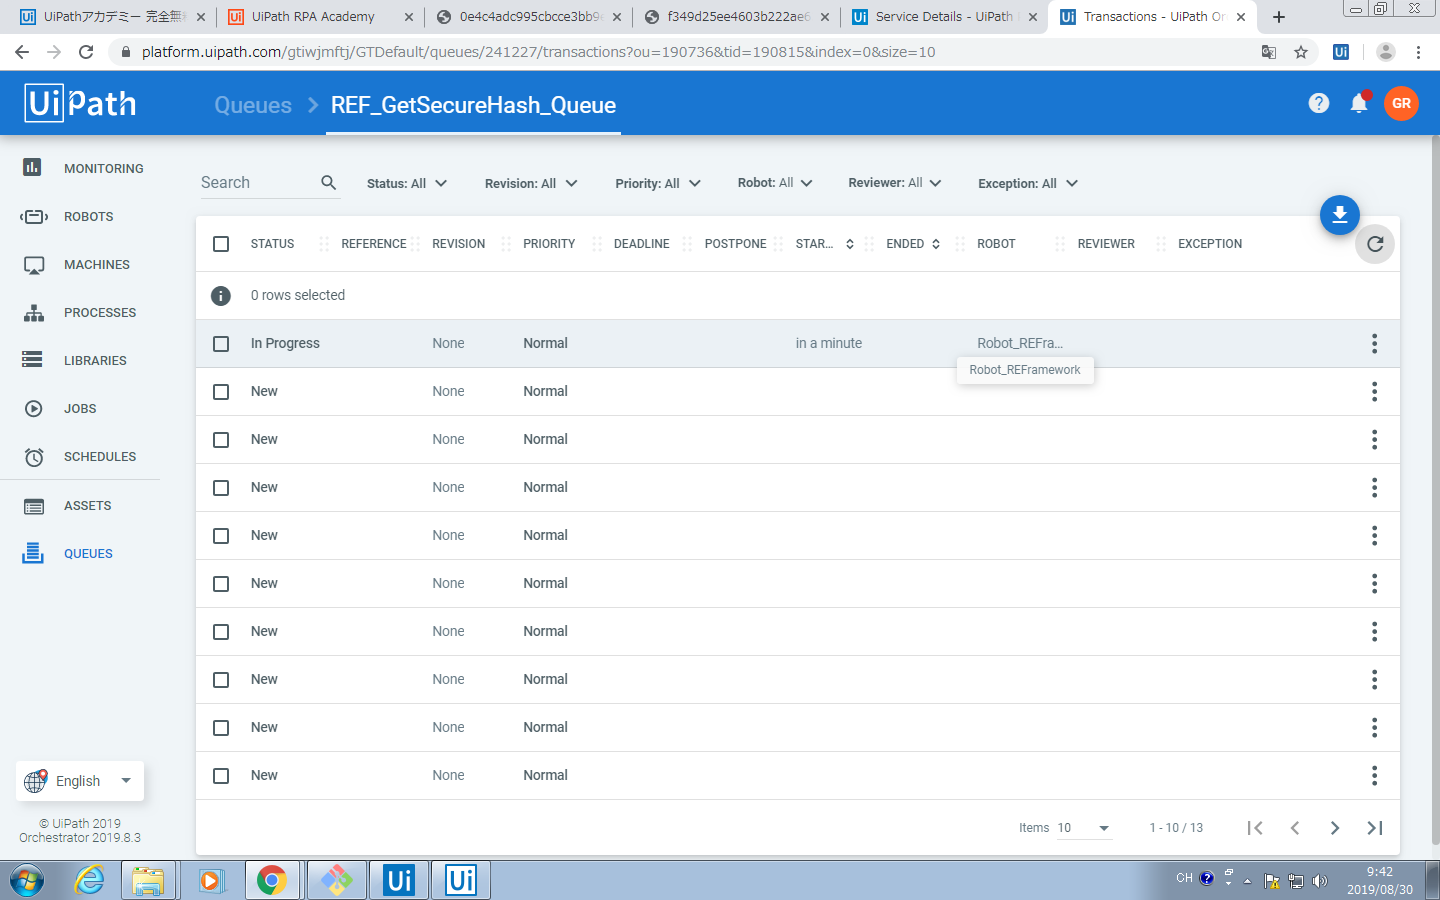 UiPathアカデミー 完全無
UiPath RPA Academy
0e4c4adc995cbcce3bb9
f349d25ee4603b222ae6
Service Details - UiPath
Transactions - UiPath Or
platform.uipath.com/gtiwjmftj/GTDefault/queues/241227/transactions?ou=190736&tid=190815&index=0&size=10
UiPath
Queues > REF_GetSecureHash_Queue
GR
MONITORING
ROBOTS
MACHINES
PROCESSES
LIBRARIES
JOBS
SCHEDULES
ASSETS
QUEUES
Search
Status: All
Revision: All
Priority: All
Robot: All
Reviewer: All
Exception: All
STATUS REFERENCE REVISION PRIORITY DEADLINE POSTPONE STAR... ENDED ROBOT REVIEWER EXCEPTION
0 rows selected
In Progress None Normal in a minute Robot_REFra...
Robot_REFramework
New None Normal
New None Normal
New None Normal
New None Normal
New None Normal
New None Normal
New None Normal
New None Normal
New None Normal
Items 10 1 - 10 / 13
English
© UiPath 2019
Orchestrator 2019.8.3
CH
9:42
2019/08/30